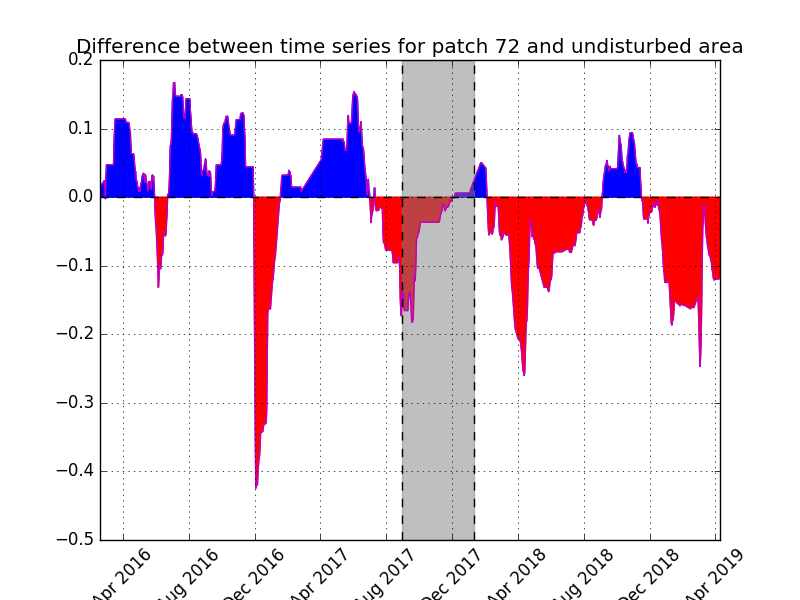 Difference between time series for patch 72 and undisturbed area
0.2
0.1
0.0
−0.1
−0.2
−0.3
−0.4
−0.5
Apr 2016
Aug 2016
Dec 2016
Apr 2017
Aug 2017
Dec 2017
Apr 2018
Aug 2018
Dec 2018
Apr 2019